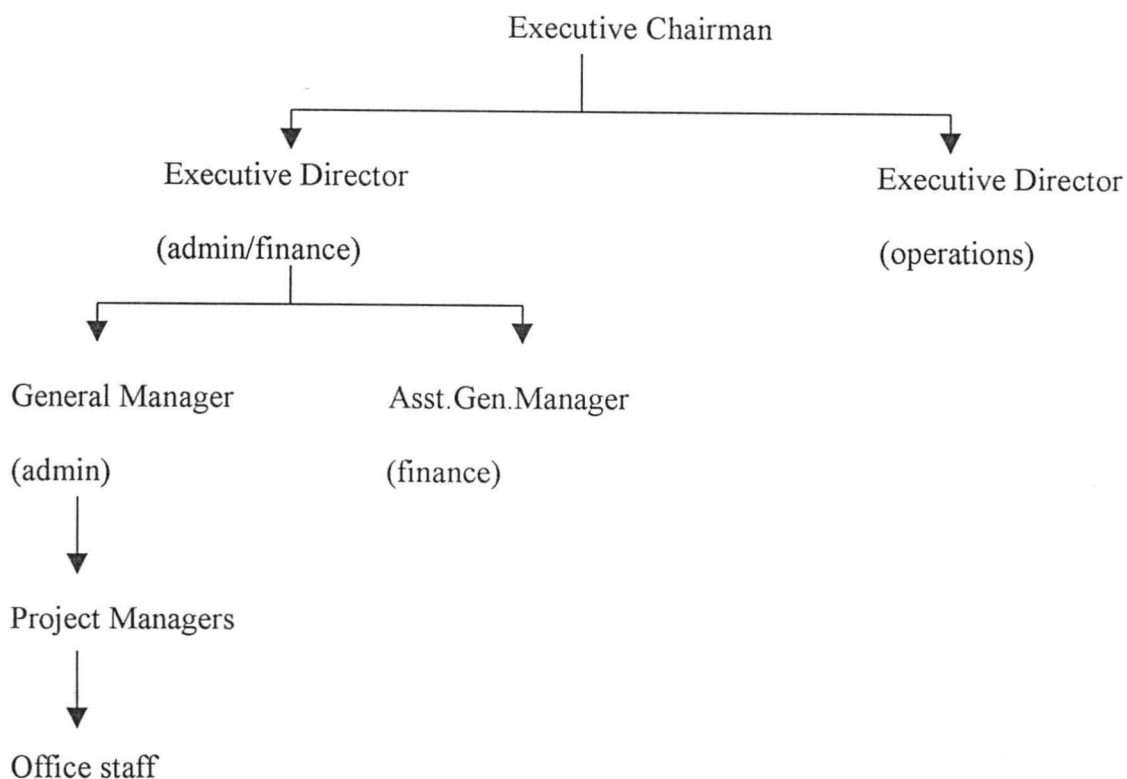 Executive Chairman
Executive Director
Executive Director
(admin/finance)
(operations)
General Manager
Asst.Gen.Manager
(admin)
(finance)
Project Managers
Office staff